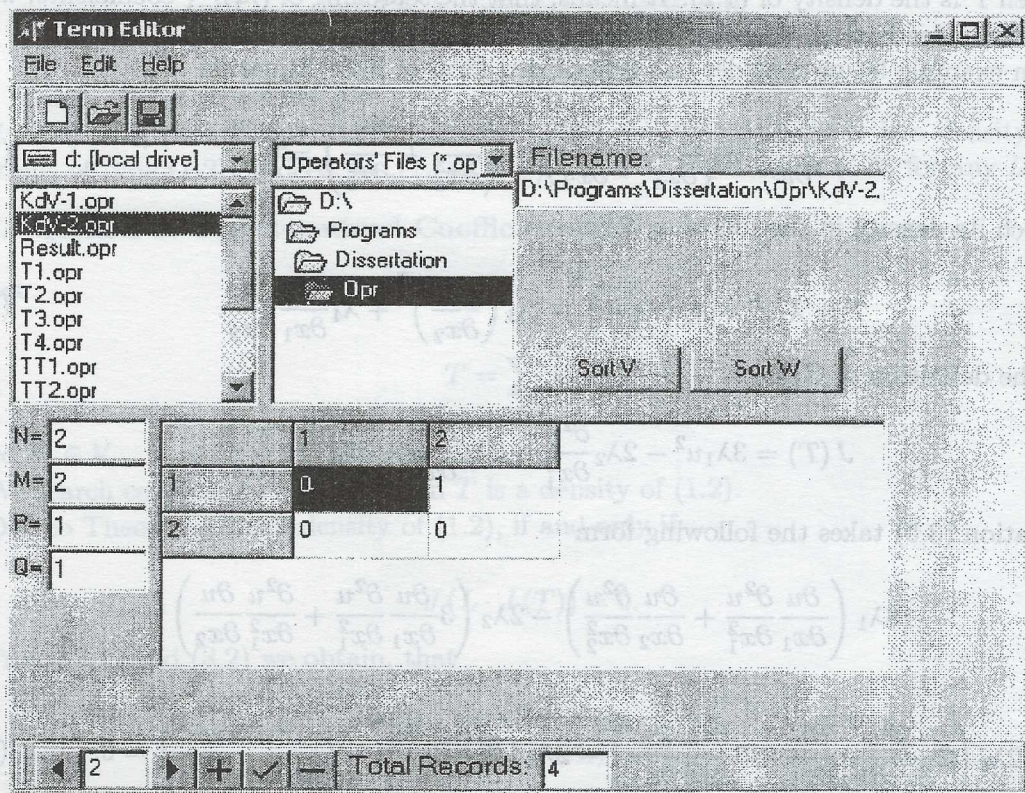 Term Editor
File Edit Help
d: [local drive]
Operators' Files (*.op
Filename:
D:\Programs\Dissertation\Opr\KdV-2.
KdV-1.opr
KdV-2.opr
Result.opr
T1.opr
T2.opr
T3.opr
T4.opr
TT1.opr
TT2.opr
D:\
Programs
Dissertation
Opr
Sort V Sort W
N= 2
M= 2
P= 1
Q= 1
1 2
1 0 1
2 0 0
2 Total Records: 4